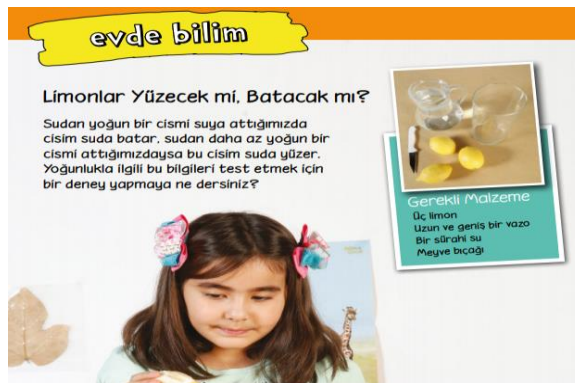 evde bilim
Limonlar Yüzecek mi, Batacak mı?
Sudan yoğun bir cismi suya attığımızda
cisim suda batar, sudan daha az yoğun bir
cismi attığımızdaysa bu cisim suda yüzer.
Yoğunlukla ilgili bu bilgileri test etmek için
bir deney yapmaya ne dersiniz?
Gerekli Malzeme
Üç limon
Uzun ve geniş bir vazo
Bir sürahi su
Meyve bıçağı